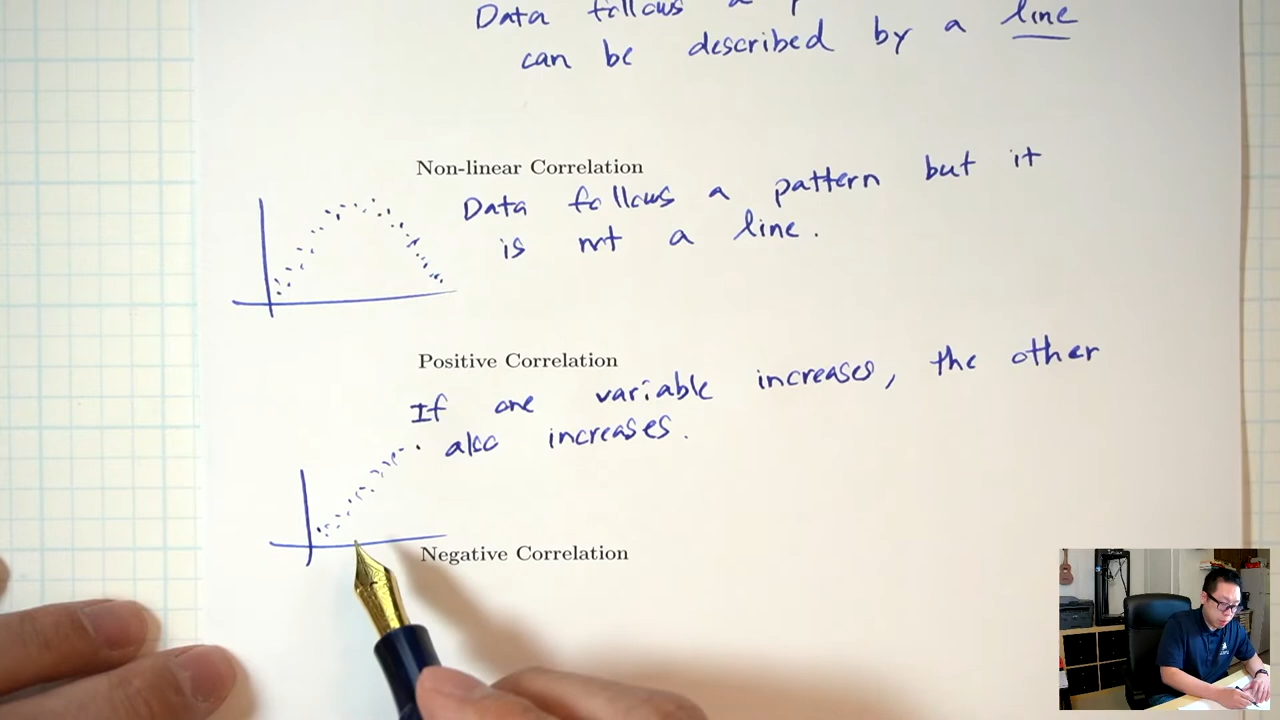 Data follows a
can be described by a line
Non-linear Correlation
Data follows a pattern but it
is not a line.
Positive Correlation
If one variable increases, the other
also increases.
Negative Correlation